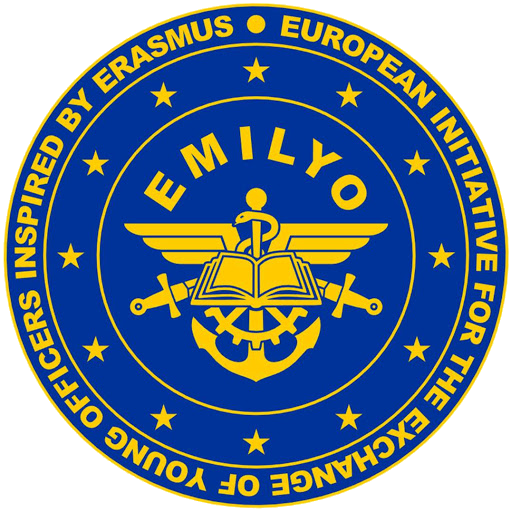 EUROPEAN INITIATIVE FOR THE EXCHANGE OF YOUNG OFFICERS INSPIRED BY ERASMUS •
EMILYO